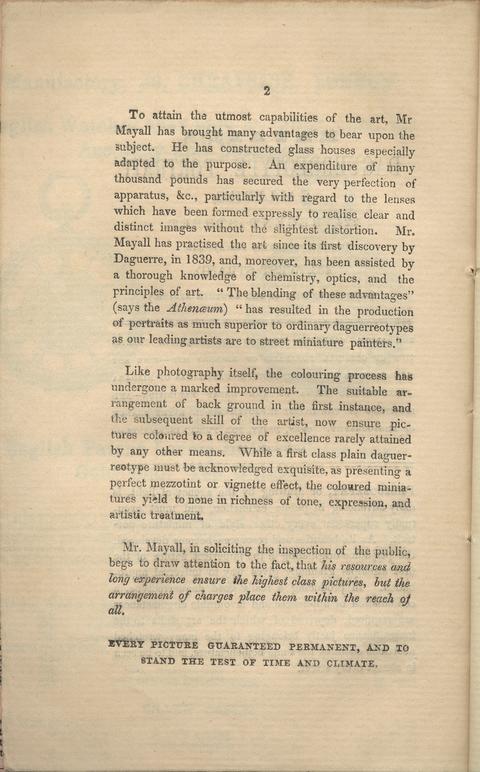 2
To attain the utmost capabilities of the art, Mr
Mayall has brought many advantages to bear upon the
subject. He has constructed glass houses especially
adapted to the purpose. An expenditure of many
thousand pounds has secured the very perfection of
apparatus, &c., particularly with regard to the lenses
which have been formed expressly to realise clear and
distinct images without the slightest distortion. Mr.
Mayall has practised the art since its first discovery by
Daguerre, in 1839, and, moreover, has been assisted by
a thorough knowledge of chemistry, optics, and the
principles of art. "The blending of these advantages"
(says the Athenæum) "has resulted in the production
of portraits as much superior to ordinary daguerreotypes
as our leading artists are to street miniature painters."
Like photography itself, the colouring process has
undergone a marked improvement. The suitable ar-
rangement of back ground in the first instance, and
the subsequent skill of the artist, now ensure pic-
tures coloured to a degree of excellence rarely attained
by any other means. While a first class plain daguer-
reotype must be acknowledged exquisite, as presenting a
perfect mezzotint or vignette effect, the coloured minia-
tures yield to none in richness of tone, expression, and
artistic treatment.
Mr. Mayall, in soliciting the inspection of the public,
begs to draw attention to the fact, that his resources and
long experience ensure the highest class pictures, but the
arrangement of charges place them within the reach of
all.
EVERY PICTURE GUARANTEED PERMANENT, AND TO
STAND THE TEST OF TIME AND CLIMATE.